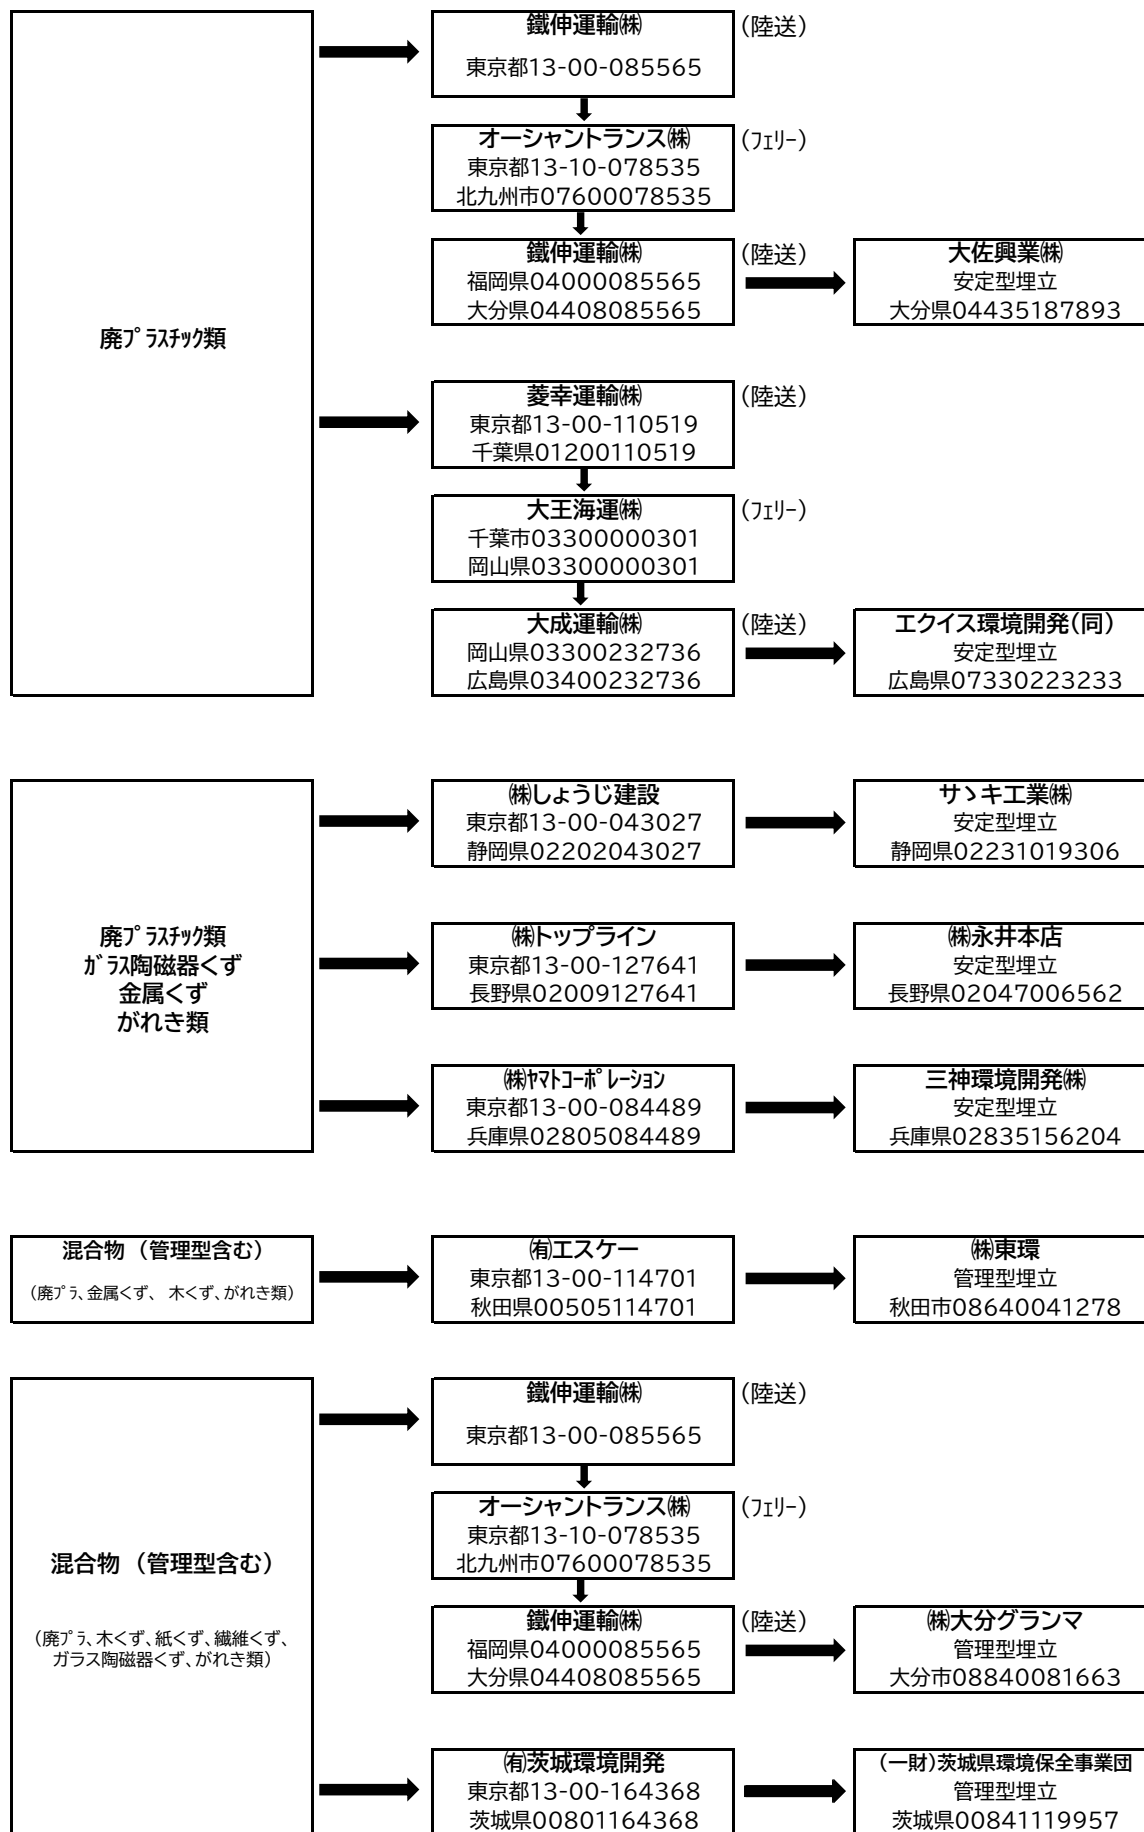 廃プラスチック類
鐵伸運輸㈱
（陸送）
東京都13-00-085565
オーシャントランス㈱
（フェリー）
東京都13-10-078535
北九州市07600078535
鐵伸運輸㈱
（陸送）
福岡県04000085565
大分県04408085565
大佐興業㈱
安定型埋立
大分県04435187893
菱幸運輸㈱
（陸送）
東京都13-00-110519
千葉県01200110519
大王海運㈱
（フェリー）
千葉市03300000301
岡山県03300000301
大成運輸㈱
（陸送）
岡山県03300232736
広島県03400232736
エクイス環境開発（同）
安定型埋立
広島県07330223233
廃プラスチック類
ガラス陶磁器くず
金属くず
がれき類
㈱しょうじ建設
東京都13-00-043027
静岡県02202043027
サヽキ工業㈱
安定型埋立
静岡県02231019306
㈱トップライン
東京都13-00-127641
長野県02009127641
㈱永井本店
安定型埋立
長野県02047006562
㈱ヤマトコーポレーション
東京都13-00-084489
兵庫県02805084489
三神環境開発㈱
安定型埋立
兵庫県02835156204
混合物 （管理型含む）
（廃プラ、金属くず、 木くず、がれき類）
㈲エスケー
東京都13-00-114701
秋田県00505114701
㈱東環
管理型埋立
秋田市08640041278
混合物 （管理型含む）
（廃プラ、木くず、紙くず、繊維くず、
ガラス陶磁器くず、がれき類）
鐵伸運輸㈱
（陸送）
東京都13-00-085565
オーシャントランス㈱
（フェリー）
東京都13-10-078535
北九州市07600078535
鐵伸運輸㈱
（陸送）
福岡県04000085565
大分県04408085565
㈱大分グランマ
管理型埋立
大分市08840081663
㈲茨城環境開発
東京都13-00-164368
茨城県00801164368
（一財）茨城県環境保全事業団
管理型埋立
茨城県00841119957